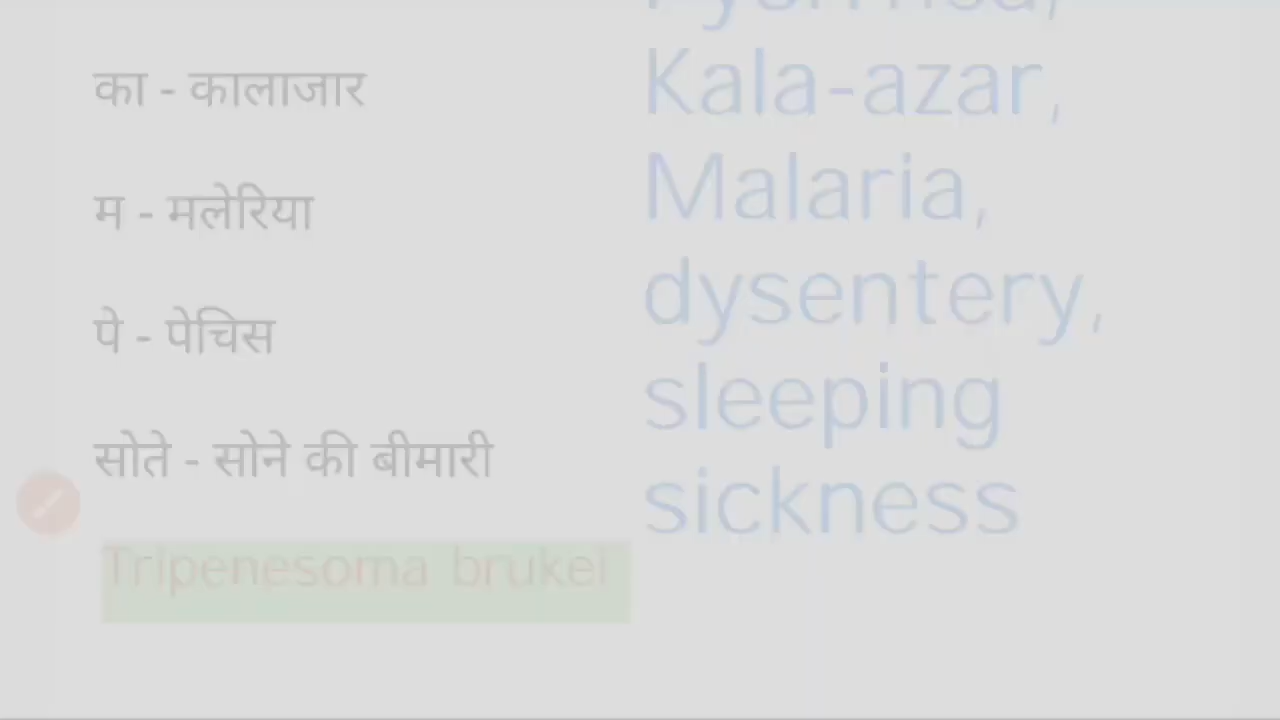 का - कालाजार
म - मलेरिया
पे - पेचिस
सोते - सोने की बीमारी
Tripenesoma brukei
Kala-azar,
Malaria,
dysentery,
sleeping
sickness